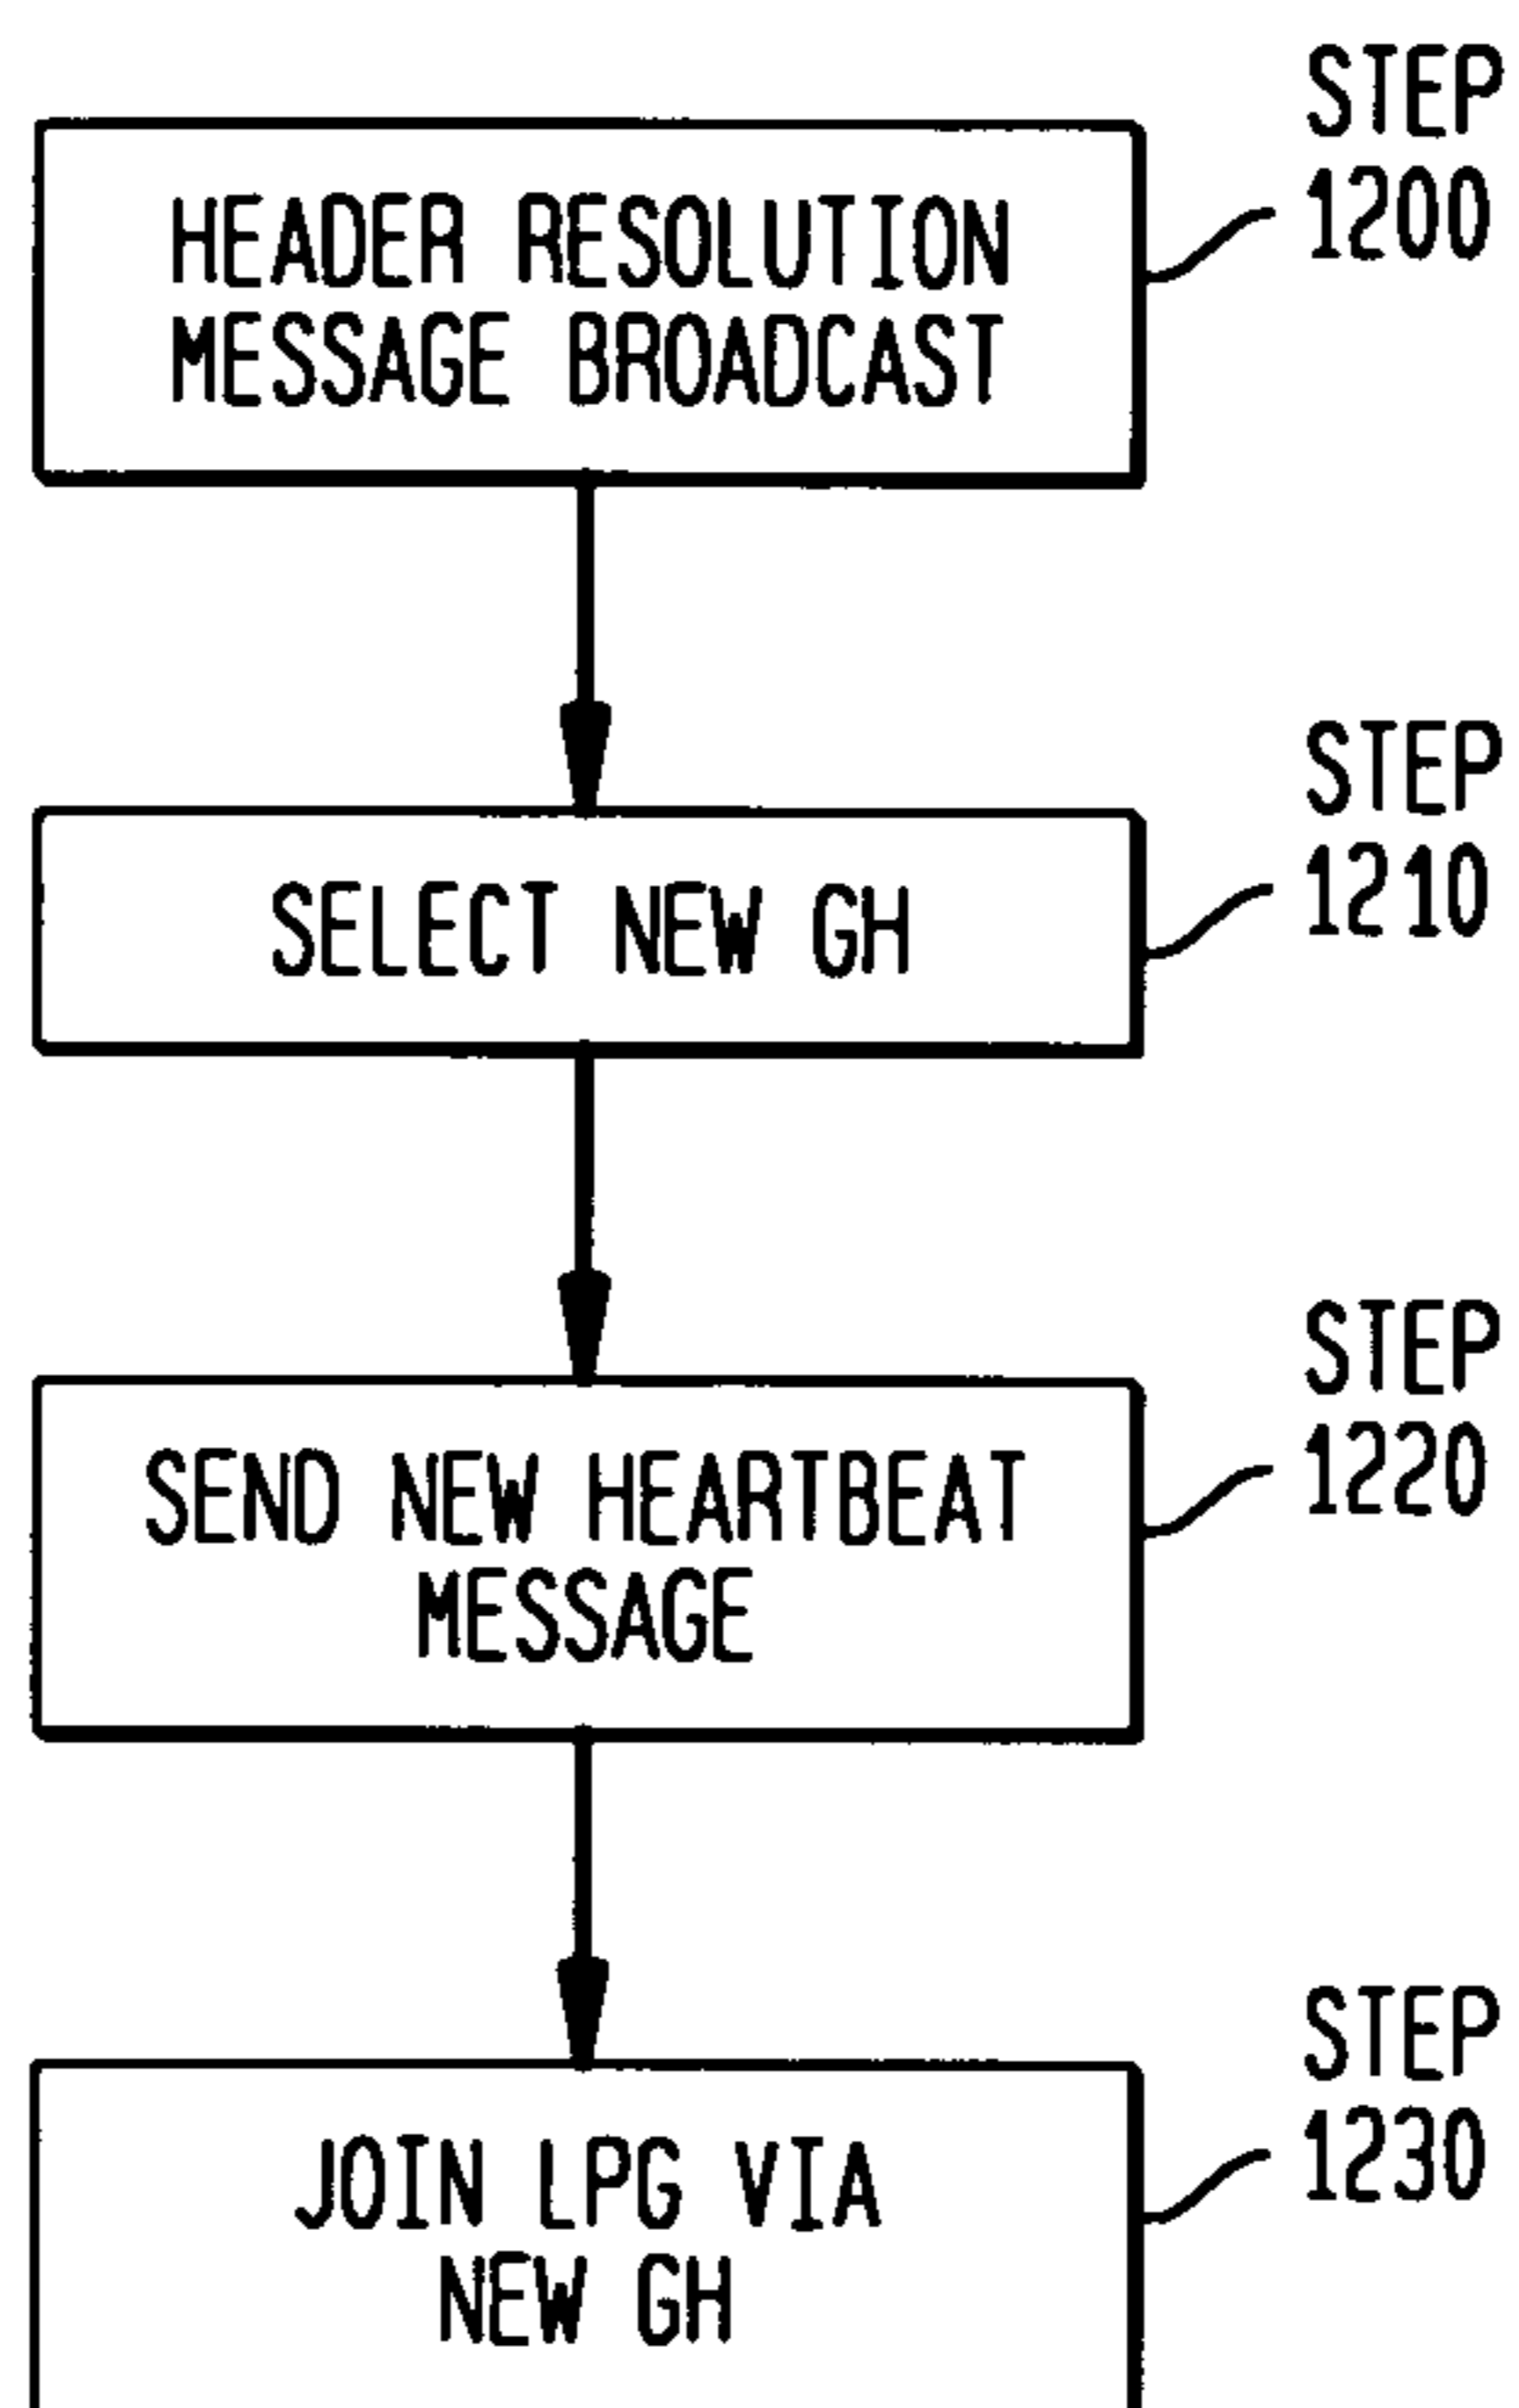 STEP
1200
HEADER RESOLUTION
MESSAGE BROADCAST
STEP
1210
SELECT NEW GH
STEP
1220
SEND NEW HEARTBEAT
MESSAGE
STEP
1230
JOIN LPG VIA
NEW GH